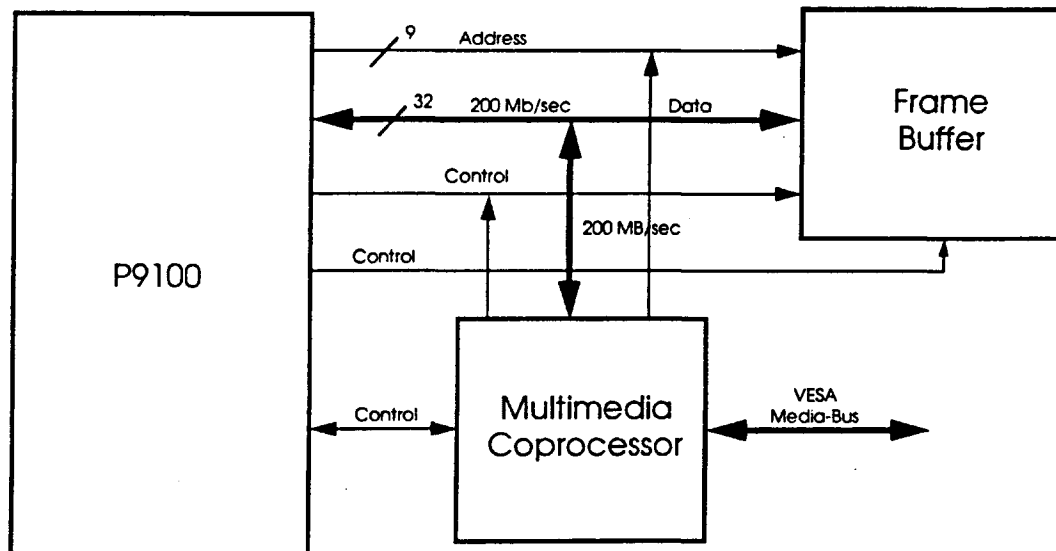 9
Address
32
200 Mb/sec
Data
Frame
Buffer
Control
200 MB/sec
P9100
Control
Multimedia
Coprocessor
Control
VESA
Media-Bus